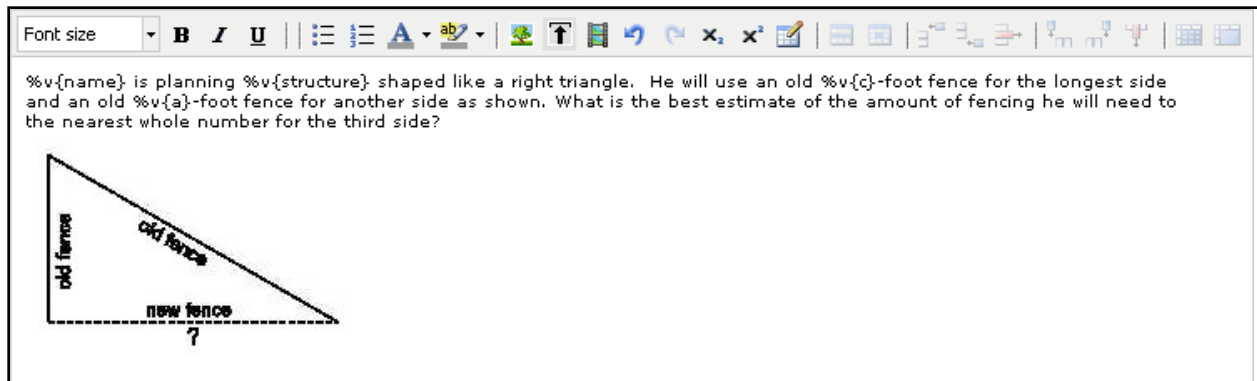 Font size B I U A ab x₂ x²
%v{name} is planning %v{structure} shaped like a right triangle.  He will use an old %v{c}-foot fence for the longest side
and an old %v{a}-foot fence for another side as shown. What is the best estimate of the amount of fencing he will need to
the nearest whole number for the third side?
old fence
old fence
new fence
?